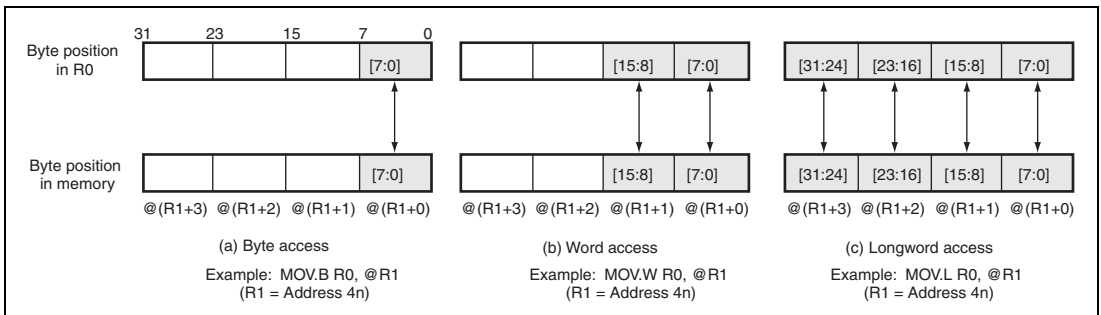 31 23 15 7 0
Byte position
in R0
[7:0]
[15:8] [7:0]
[31:24] [23:16] [15:8] [7:0]
Byte position
in memory
[7:0]
[15:8] [7:0]
[31:24] [23:16] [15:8] [7:0]
@(R1+3) @(R1+2) @(R1+1) @(R1+0)
@(R1+3) @(R1+2) @(R1+1) @(R1+0)
@(R1+3) @(R1+2) @(R1+1) @(R1+0)
(a) Byte access
Example: MOV.B R0, @R1
(R1 = Address 4n)
(b) Word access
Example: MOV.W R0, @R1
(R1 = Address 4n)
(c) Longword access
Example: MOV.L R0, @R1
(R1 = Address 4n)